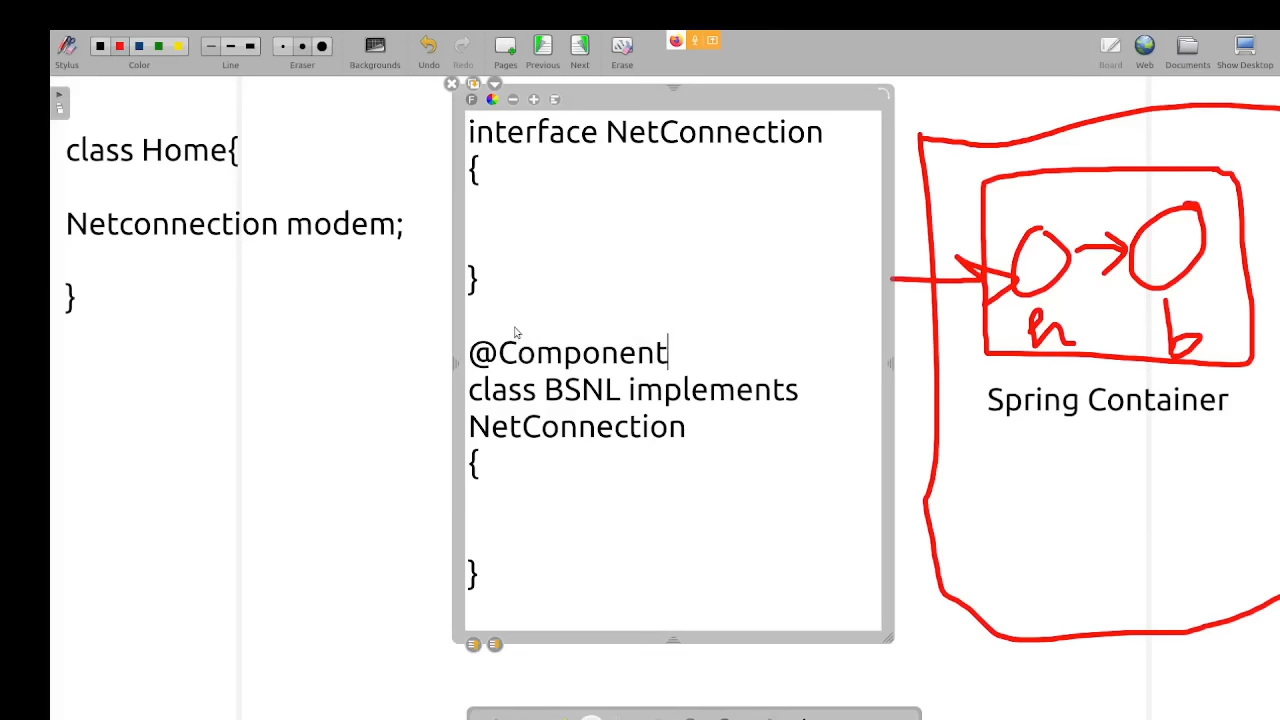 Stylus
Color
Line
Eraser
Backgrounds
Undo
Redo
Pages
Previous
Next
Erase
Board
Web
Documents
Show Desktop
class Home{
Netconnection modem;
}
F
interface NetConnection
{
}
@Component
class BSNL implements
NetConnection
{
}
h
b
Spring Container